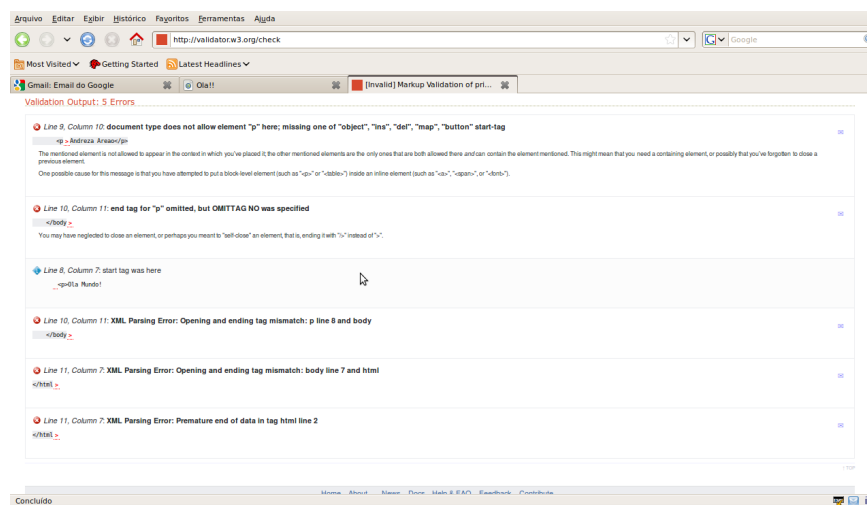 Arquivo Editar Exibir Histórico Favoritos Ferramentas Ajuda
http://validator.w3.org/check
Google
Most Visited Getting Started Latest Headlines
Gmail: Email do Google
Ola!!
[Invalid] Markup Validation of pri...
Validation Output: 5 Errors
Line 9, Column 10: document type does not allow element "p" here; missing one of "object", "ins", "del", "map", "button" start-tag
<p > Andraza Areao</p>
The mentioned element is not allowed to appear in the context in which you've placed it; the other mentioned elements are the only ones that are both allowed there and can contain the element mentioned. This might mean that you need a containing element, or possibly that you've forgotten to close a
previous element.
One possible cause for this message is that you have attempted to put a block-level element (such as "<p>" or "<table>") inside an inline element (such as "<a>", "<span>", or "<font>").
Line 10, Column 11: end tag for "p" omitted, but OMITTAG NO was specified
</body >
You may have neglected to close an element, or perhaps you meant to "self-close" an element, that is, ending it with "/>" instead of ">".
Line 8, Column 7: start tag was here
<p>Ola Mundo!
Line 10, Column 11: XML Parsing Error: Opening and ending tag mismatch: p line 8 and body
</body >
Line 11, Column 7: XML Parsing Error: Opening and ending tag mismatch: body line 7 and html
</html >
Line 11, Column 7: XML Parsing Error: Premature end of data in tag html line 2
</html >
↑ TOP
Home About... News Docs Help & FAQ Feedback Contribute
Concluído